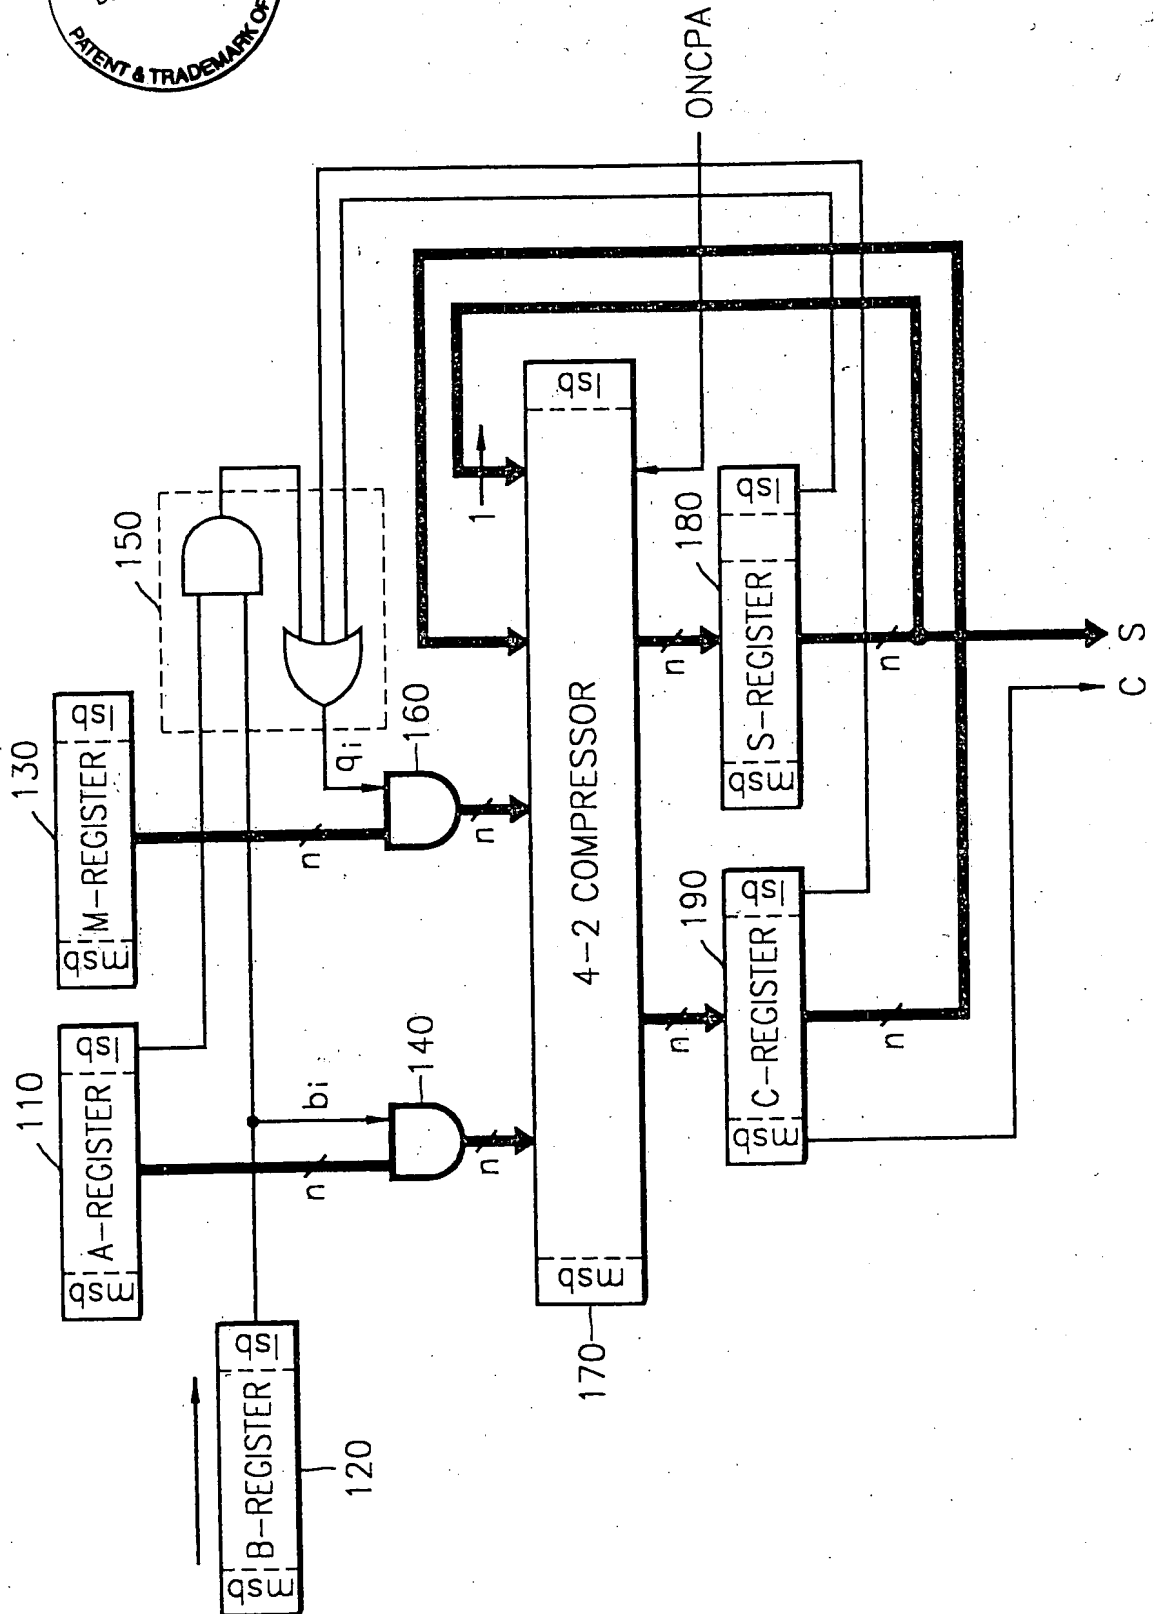 PATENT & TRADEMARK OF
110
msb A-REGISTER lsb
130
msb M-REGISTER lsb
msb B-REGISTER lsb
120
150
bi
qi
n
n
140
160
n
n
1
msb 4-2 COMPRESSOR lsb
170
ONCPA
n
n
190
msb C-REGISTER lsb
180
msb S-REGISTER lsb
n
n
C
S